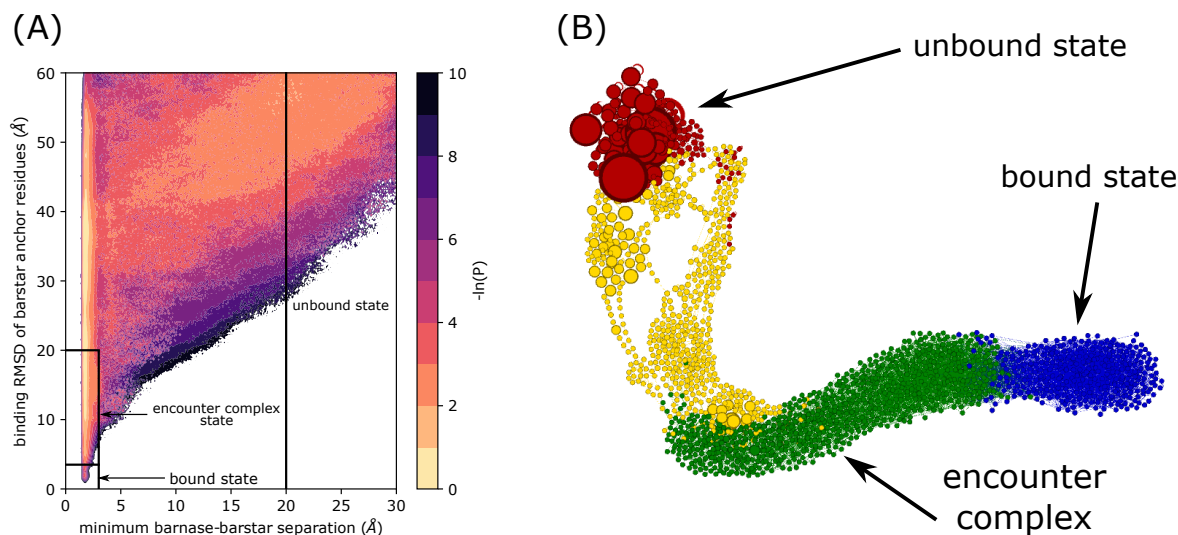 (A)
binding RMSD of barstar anchor residues (Å)
60
50
40
30
20
10
0
0
5
10
15
20
25
30
minimum barnase-barstar separation (Å)
unbound state
encounter complex
state
bound state
10
8
6
4
2
0
-ln(P)
(B)
unbound state
bound state
encounter
complex